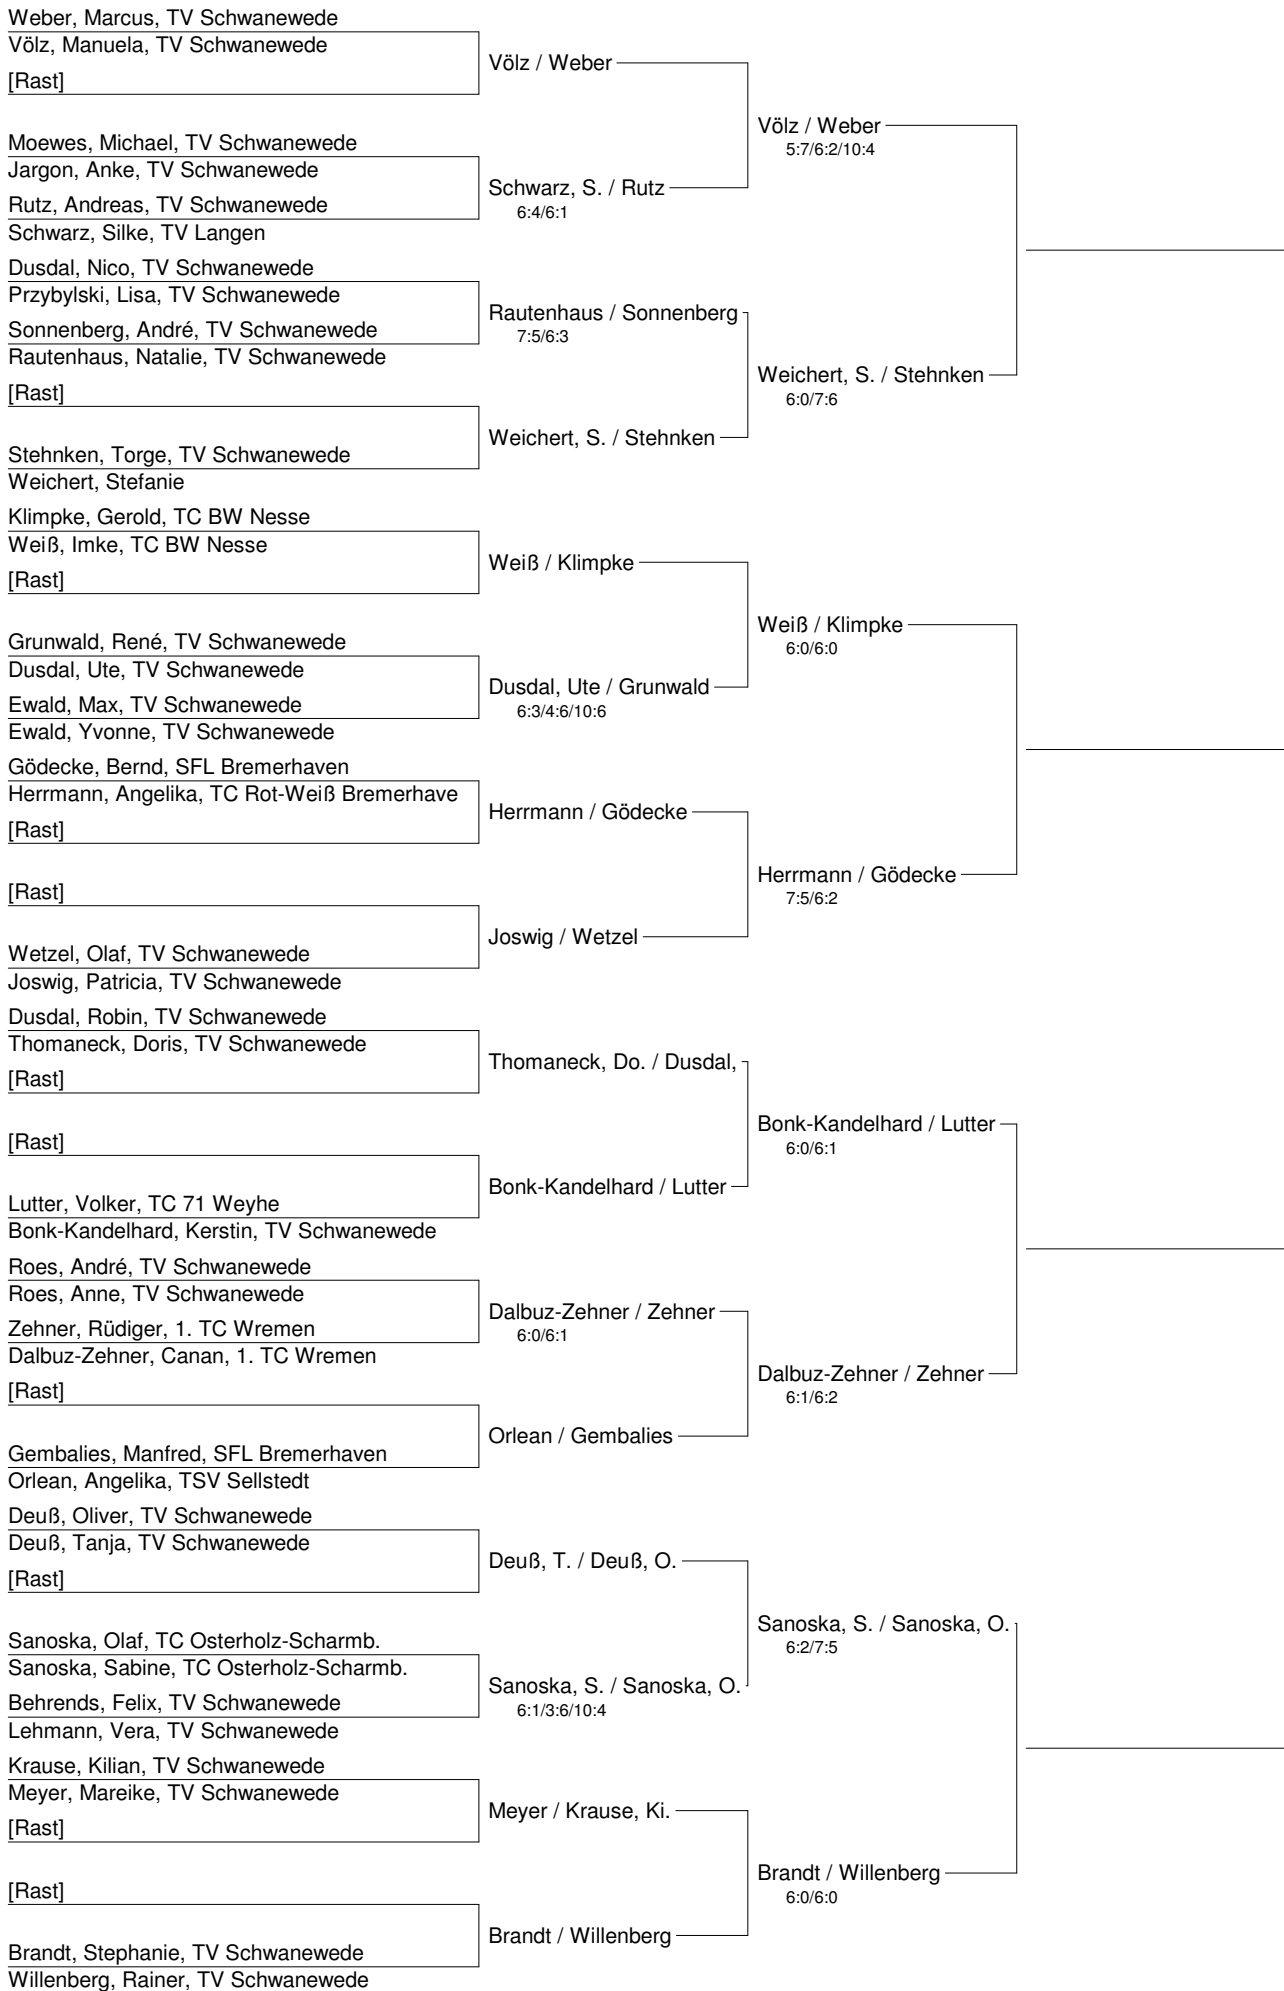 Weber, Marcus, TV Schwanewede
Völz, Manuela, TV Schwanewede
[Rast]
Völz / Weber
Moewes, Michael, TV Schwanewede
Jargon, Anke, TV Schwanewede
Rutz, Andreas, TV Schwanewede
Schwarz, Silke, TV Langen
Schwarz, S. / Rutz
6:4/6:1
Völz / Weber
5:7/6:2/10:4
Dusdal, Nico, TV Schwanewede
Przybylski, Lisa, TV Schwanewede
Sonnenberg, André, TV Schwanewede
Rautenhaus, Natalie, TV Schwanewede
Rautenhaus / Sonnenberg
7:5/6:3
[Rast]
Stehnken, Torge, TV Schwanewede
Weichert, Stefanie
Weichert, S. / Stehnken
Weichert, S. / Stehnken
6:0/7:6
Klimpke, Gerold, TC BW Nesse
Weiß, Imke, TC BW Nesse
[Rast]
Weiß / Klimpke
Grunwald, René, TV Schwanewede
Dusdal, Ute, TV Schwanewede
Ewald, Max, TV Schwanewede
Ewald, Yvonne, TV Schwanewede
Dusdal, Ute / Grunwald
6:3/4:6/10:6
Weiß / Klimpke
6:0/6:0
Gödecke, Bernd, SFL Bremerhaven
Herrmann, Angelika, TC Rot-Weiß Bremerhave
[Rast]
Herrmann / Gödecke
[Rast]
Wetzel, Olaf, TV Schwanewede
Joswig, Patricia, TV Schwanewede
Joswig / Wetzel
Herrmann / Gödecke
7:5/6:2
Dusdal, Robin, TV Schwanewede
Thomaneck, Doris, TV Schwanewede
[Rast]
Thomaneck, Do. / Dusdal,
[Rast]
Lutter, Volker, TC 71 Weyhe
Bonk-Kandelhard, Kerstin, TV Schwanewede
Bonk-Kandelhard / Lutter
Bonk-Kandelhard / Lutter
6:0/6:1
Roes, André, TV Schwanewede
Roes, Anne, TV Schwanewede
Zehner, Rüdiger, 1. TC Wremen
Dalbuz-Zehner, Canan, 1. TC Wremen
Dalbuz-Zehner / Zehner
6:0/6:1
[Rast]
Gembalies, Manfred, SFL Bremerhaven
Orlean, Angelika, TSV Sellstedt
Orlean / Gembalies
Dalbuz-Zehner / Zehner
6:1/6:2
Deuß, Oliver, TV Schwanewede
Deuß, Tanja, TV Schwanewede
[Rast]
Deuß, T. / Deuß, O.
Sanoska, Olaf, TC Osterholz-Scharmb.
Sanoska, Sabine, TC Osterholz-Scharmb.
Behrends, Felix, TV Schwanewede
Lehmann, Vera, TV Schwanewede
Sanoska, S. / Sanoska, O.
6:1/3:6/10:4
Sanoska, S. / Sanoska, O.
6:2/7:5
Krause, Kilian, TV Schwanewede
Meyer, Mareike, TV Schwanewede
[Rast]
Meyer / Krause, Ki.
[Rast]
Brandt, Stephanie, TV Schwanewede
Willenberg, Rainer, TV Schwanewede
Brandt / Willenberg
Brandt / Willenberg
6:0/6:0